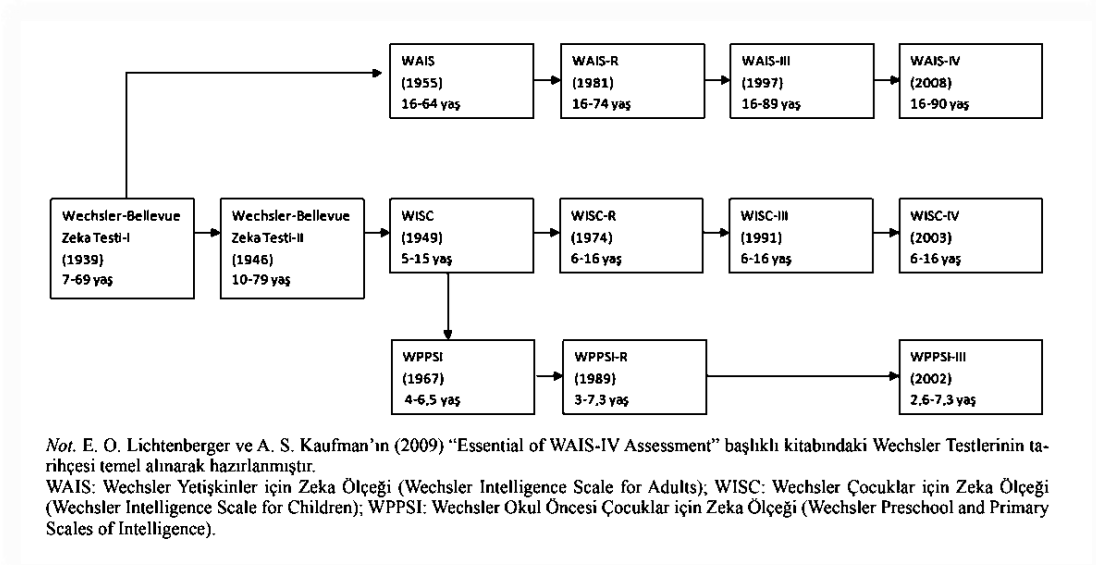 WAIS
(1955)
16-64 yaş
WAIS-R
(1981)
16-74 yaş
WAIS-III
(1997)
16-89 yaş
WAIS-IV
(2008)
16-90 yaş
Wechsler-Bellevue
Zeka Testi-I
(1939)
7-69 yaş
Wechsler-Bellevue
Zeka Testi-II
(1946)
10-79 yaş
WISC
(1949)
5-15 yaş
WISC-R
(1974)
6-16 yaş
WISC-III
(1991)
6-16 yaş
WISC-IV
(2003)
6-16 yaş
WPPSI
(1967)
4-6,5 yaş
WPPSI-R
(1989)
3-7,3 yaş
WPPSI-III
(2002)
2,6-7,3 yaş
Not. E. O. Lichtenberger ve A. S. Kaufman’ın (2009) “Essential of WAIS-IV Assessment” başlıklı kitabındaki Wechsler Testlerinin ta-
rihçesi temel alınarak hazırlanmıştır.
WAIS: Wechsler Yetişkinler için Zeka Ölçeği (Wechsler Intelligence Scale for Adults); WISC: Wechsler Çocuklar için Zeka Ölçeği
(Wechsler Intelligence Scale for Children); WPPSI: Wechsler Okul Öncesi Çocuklar için Zeka Ölçeği (Wechsler Preschool and Primary
Scales of Intelligence).